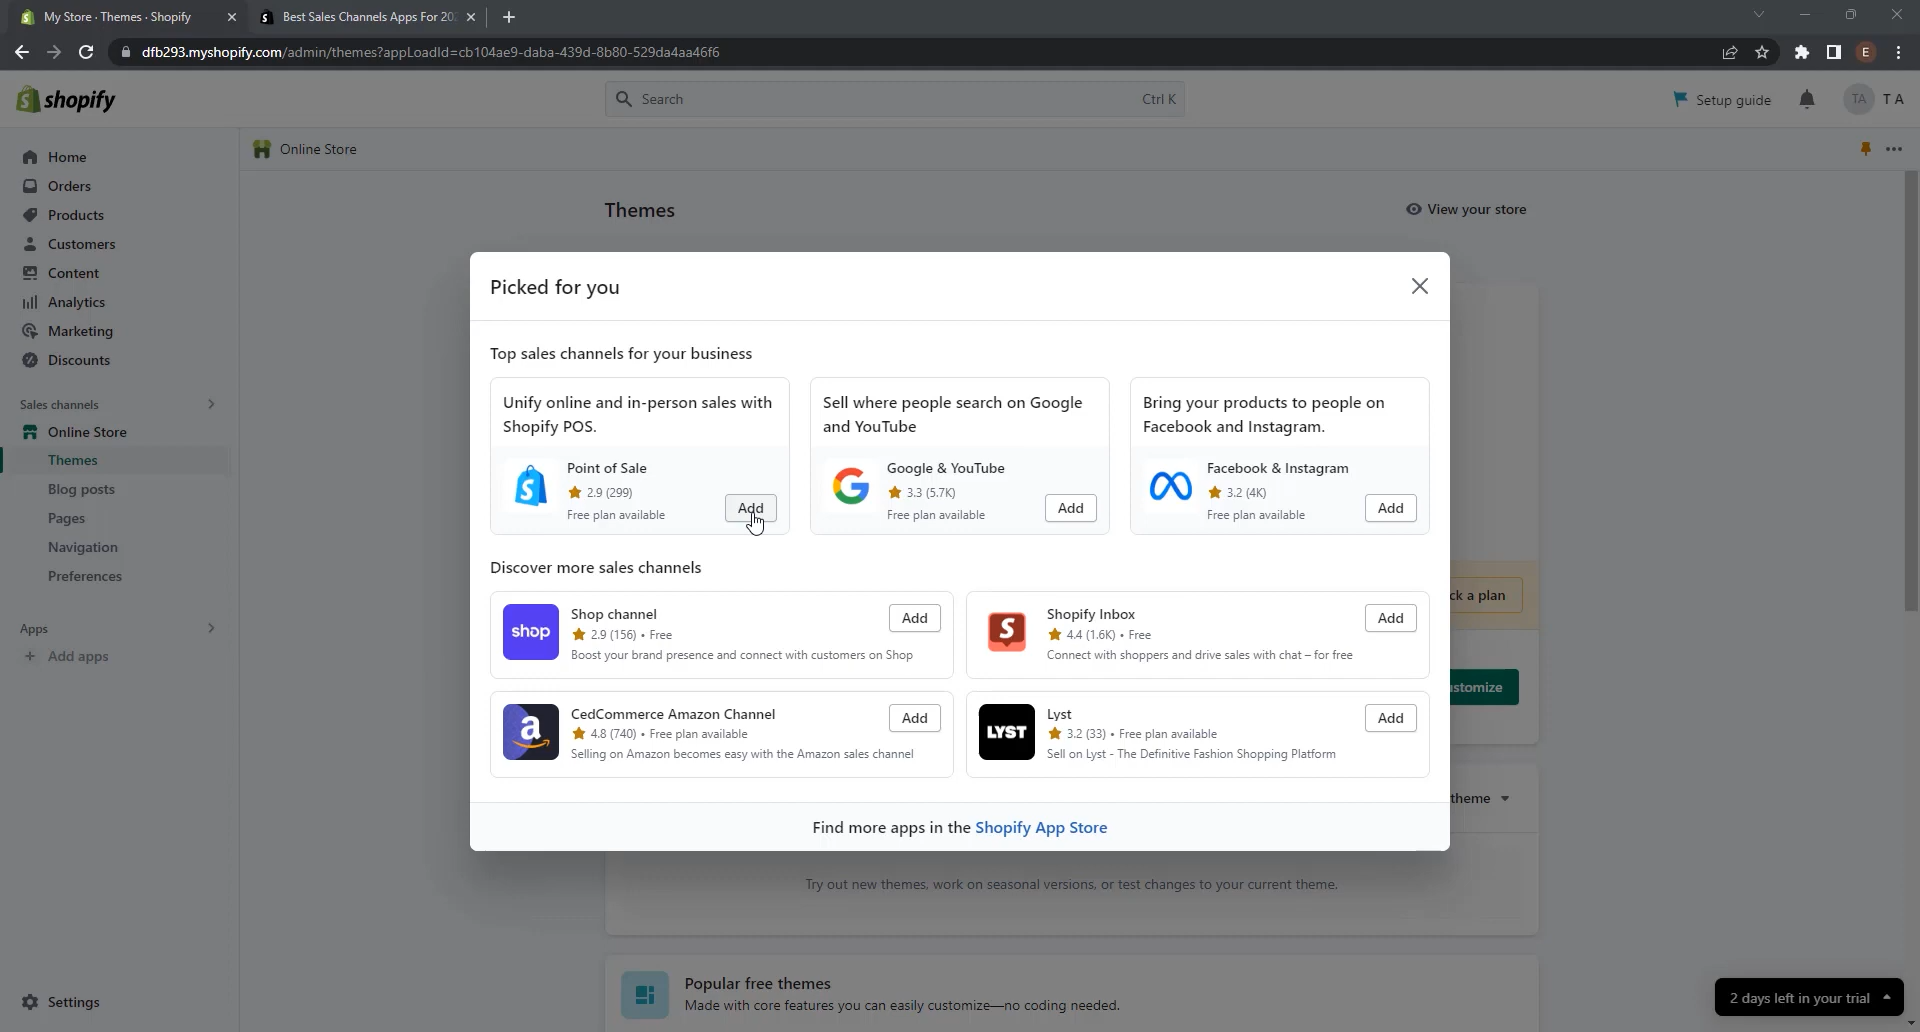 My Store · Themes · Shopify
Best Sales Channels Apps For 202
dfb293.myshopify.com/admin/themes?appLoadId=cb104ae9-daba-439d-8b80-529da4aa46f6
E
shopify
Search
Ctrl K
Setup guide
TA
T A
Home
Orders
Products
Customers
Content
Analytics
Marketing
Discounts
Sales channels
Online Store
Themes
Blog posts
Pages
Navigation
Preferences
Apps
Add apps
Settings
Online Store
Themes
View your store
Picked for you
Top sales channels for your business
Unify online and in-person sales with
Shopify POS.
Point of Sale
2.9 (299)
Free plan available
Add
Sell where people search on Google
and YouTube
Google & YouTube
3.3 (5.7K)
Free plan available
Add
Bring your products to people on
Facebook and Instagram.
Facebook & Instagram
3.2 (4K)
Free plan available
Add
Discover more sales channels
shop
Shop channel
2.9 (156) • Free
Boost your brand presence and connect with customers on Shop
Add
Shopify Inbox
4.4 (1.6K) • Free
Connect with shoppers and drive sales with chat – for free
Add
CedCommerce Amazon Channel
4.8 (740) • Free plan available
Selling on Amazon becomes easy with the Amazon sales channel
Add
LYST
Lyst
3.2 (33) • Free plan available
Sell on Lyst - The Definitive Fashion Shopping Platform
Add
Find more apps in the Shopify App Store
ck a plan
stomize
theme
Try out new themes, work on seasonal versions, or test changes to your current theme.
Popular free themes
Made with core features you can easily customize—no coding needed.
2 days left in your trial